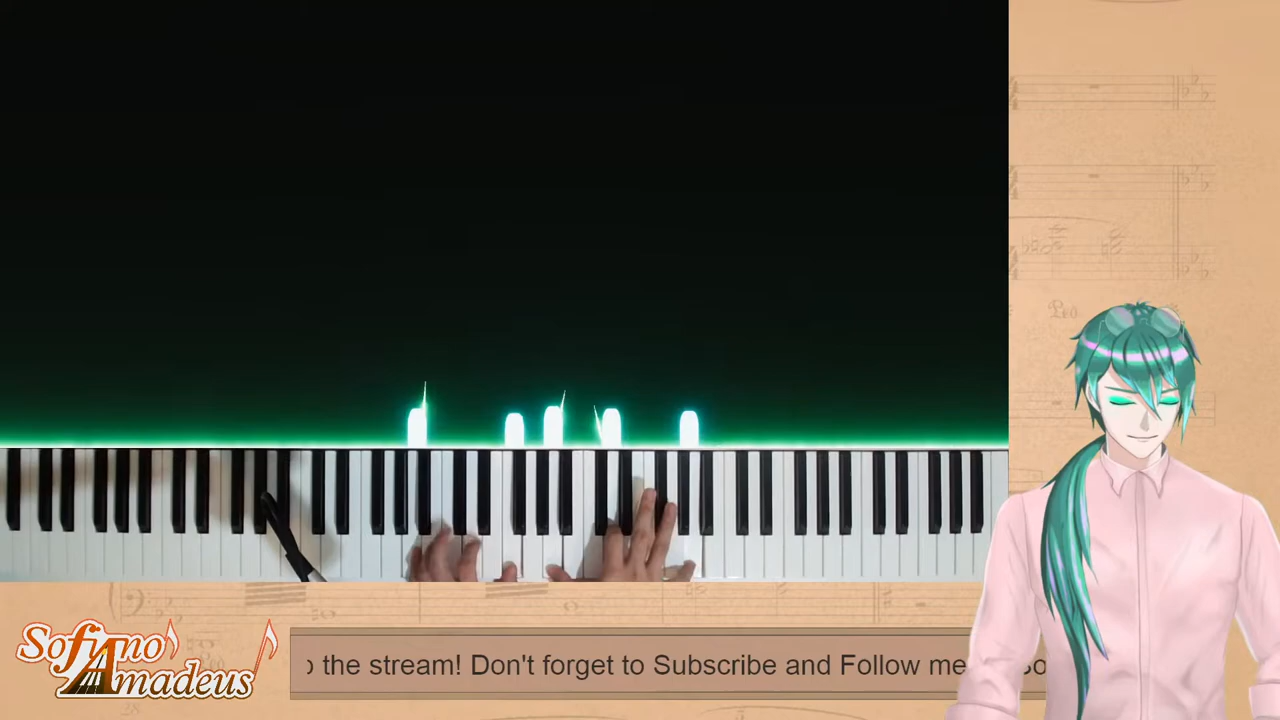 Sofiano
Amadeus
the stream! Don't forget to Subscribe and Follow me